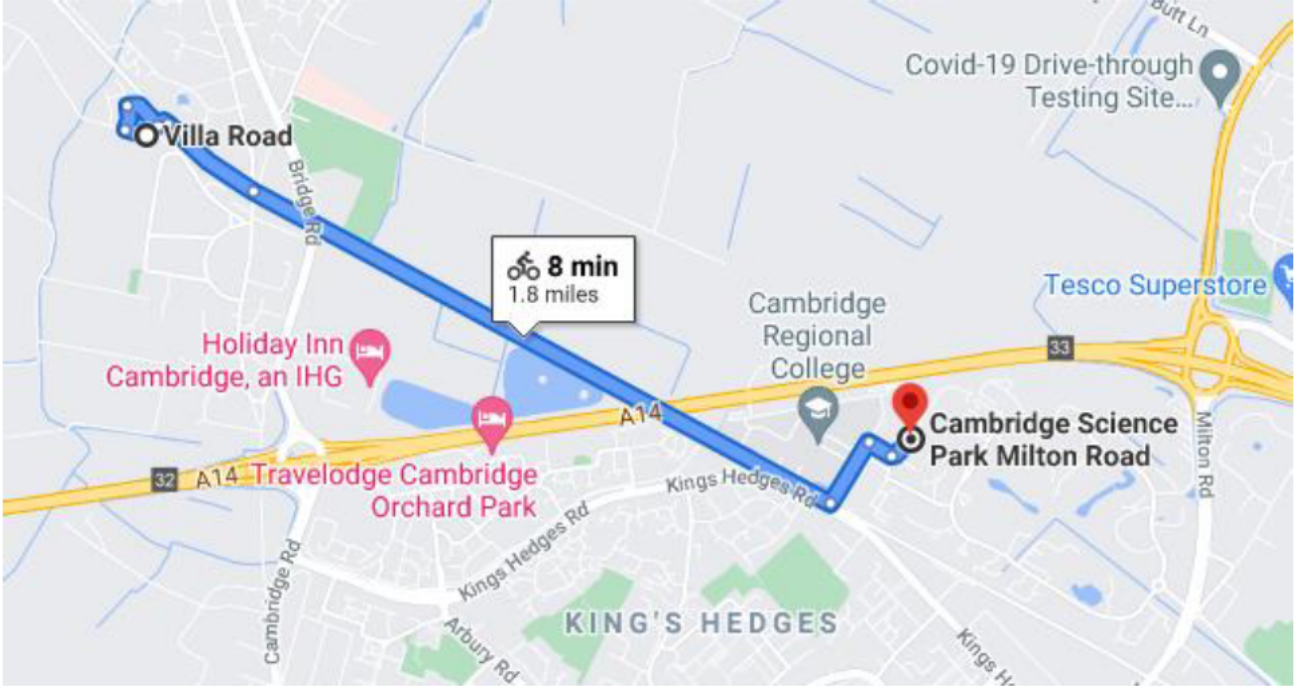 Butt Ln
Covid-19 Drive-through
Testing Site...
Villa Road
Bridge Rd
8 min
1.8 miles
Tesco Superstore
Cambridge
Regional
College
33
Holiday Inn
Cambridge, an IHG
A14
Cambridge Science
Park Milton Road
Milton Rd
32
A14
Travelodge Cambridge
Orchard Park
Kings Hedges Rd
Kings Hedges Rd
Cambridge Rd
KING'S HEDGES
Arbury Rd
Kings H